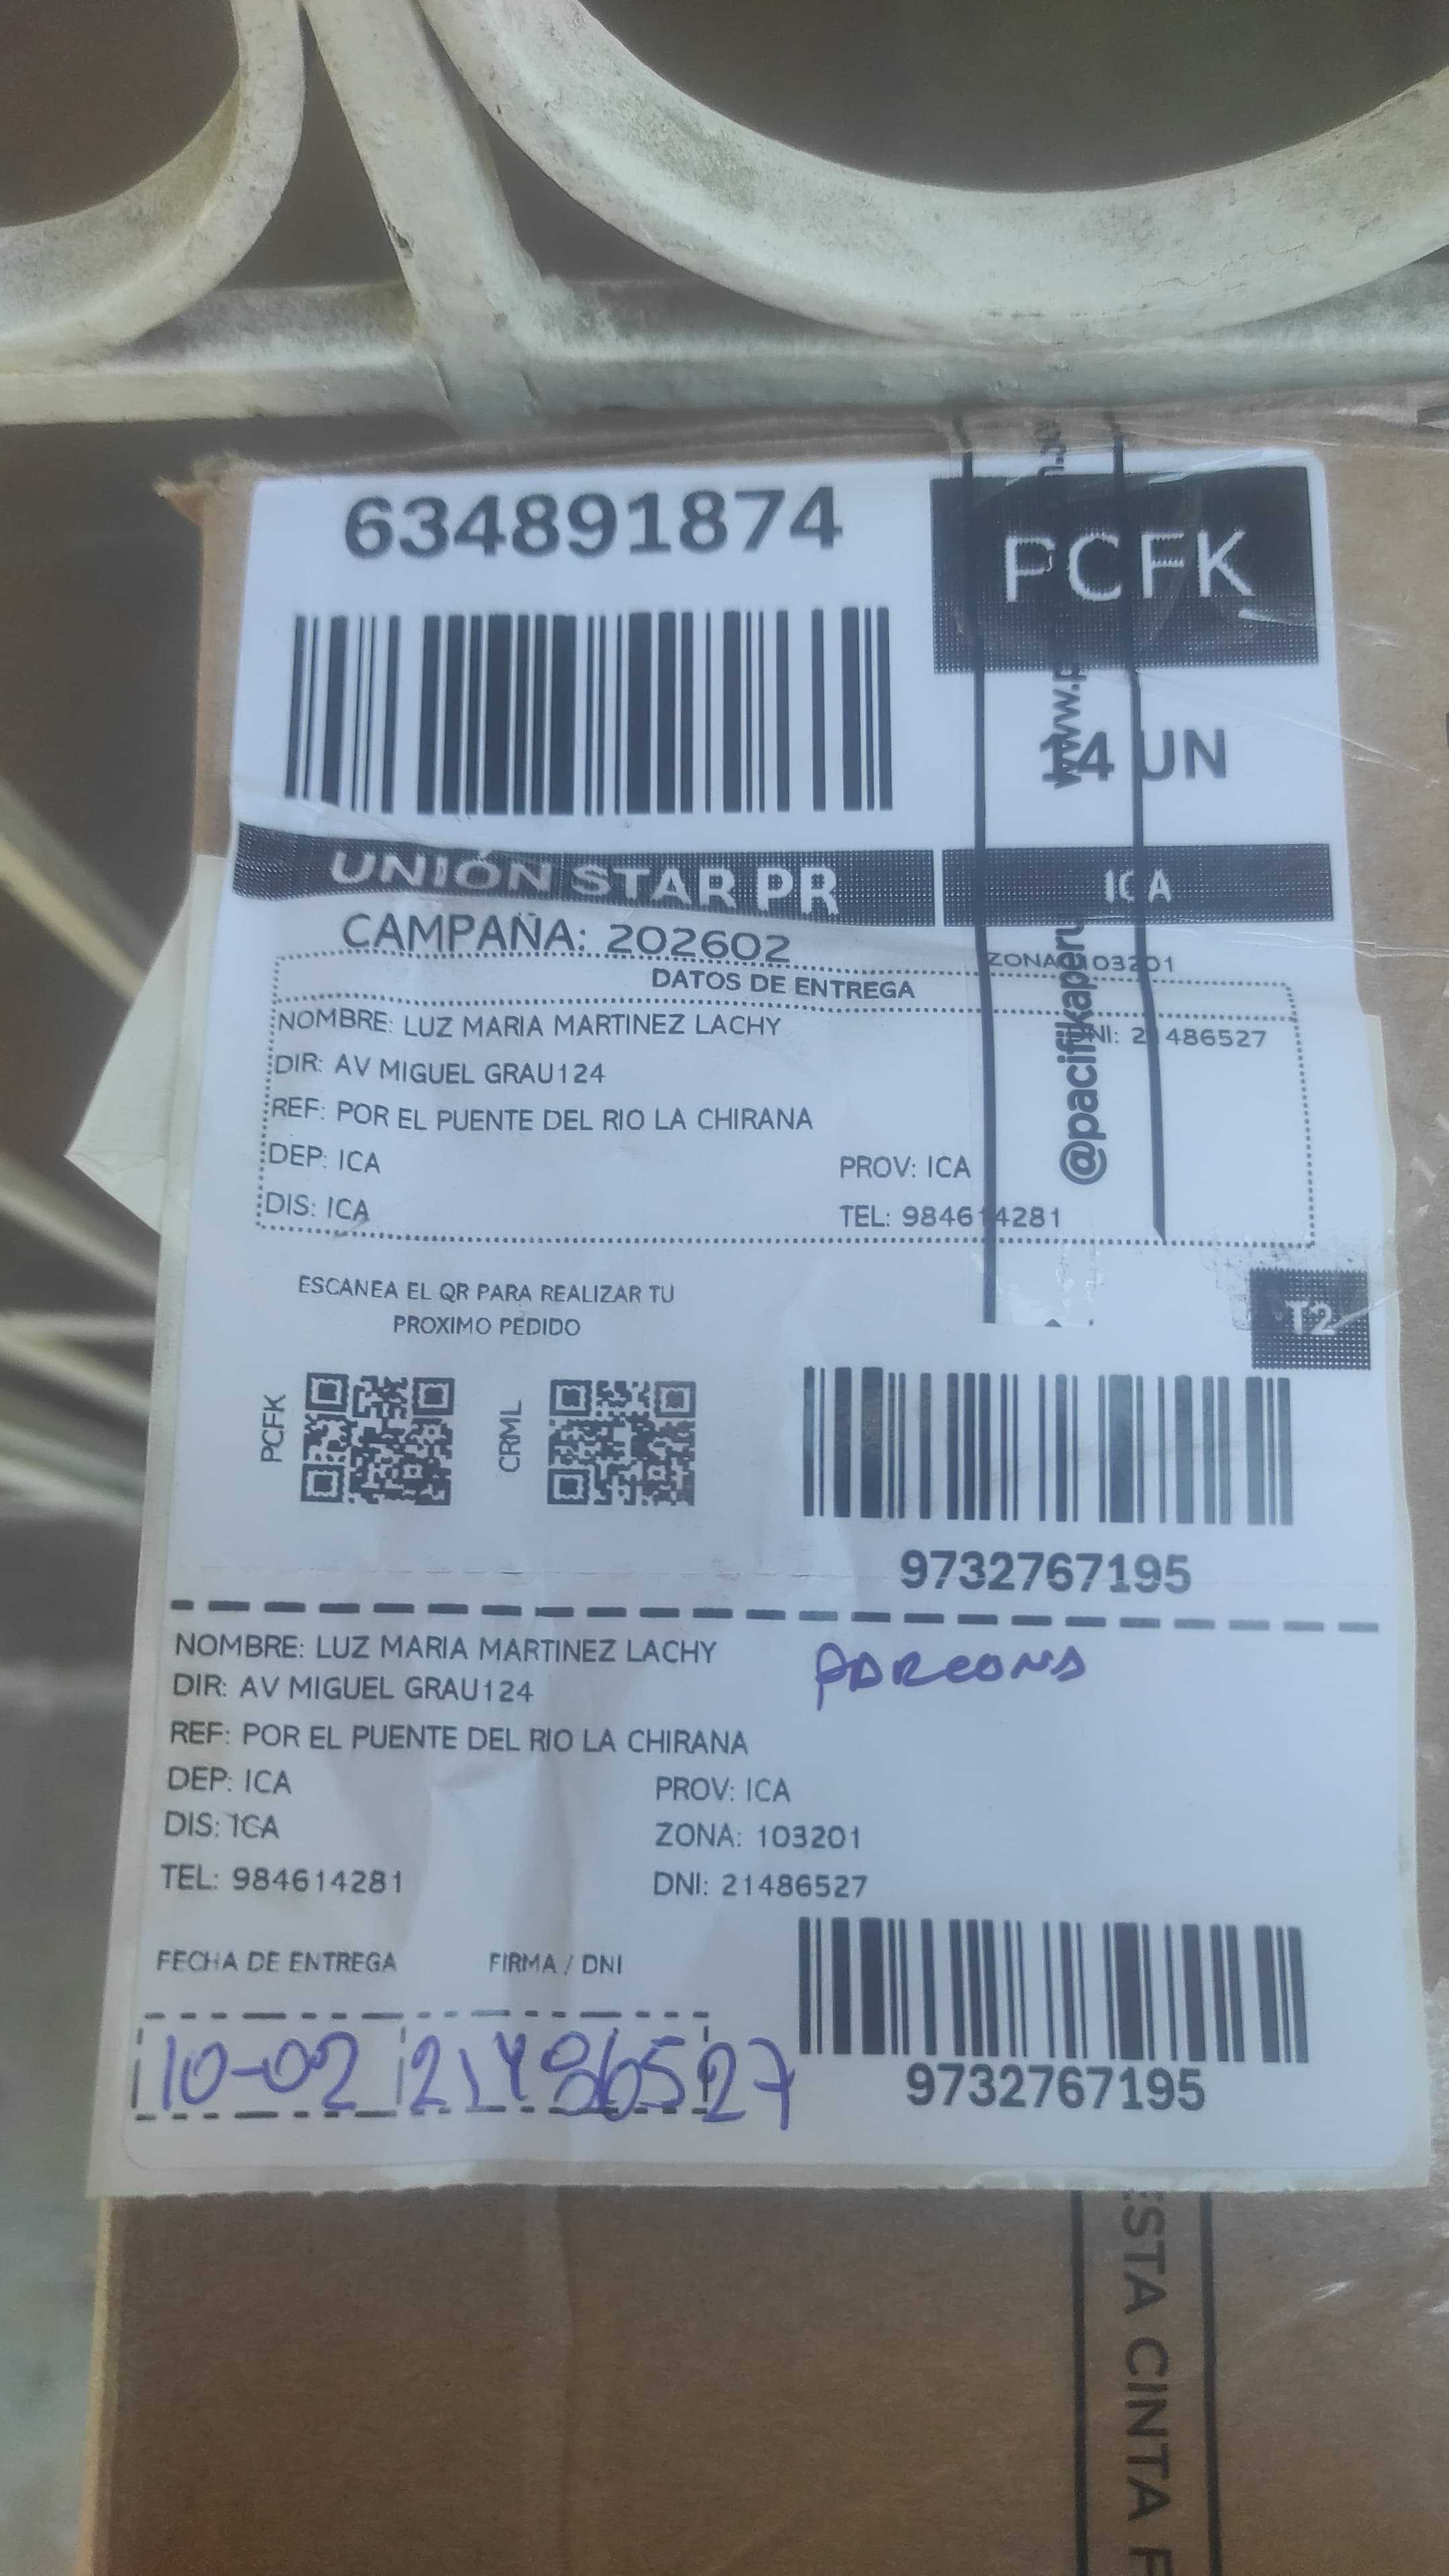 634891874
PCFK
14 UN
UNIÓN STAR PR
ICA
CAMPAÑA: 202602
ZONA: 103201
DATOS DE ENTREGA
NOMBRE: LUZ MARIA MARTINEZ LACHY
DNI: 21486527
DIR: AV MIGUEL GRAU124
REF: POR EL PUENTE DEL RIO LA CHIRANA
DEP: ICA
PROV: ICA
DIS: ICA
TEL: 984614281
@pacifikaperu
www.p
ESCANEA EL QR PARA REALIZAR TU
PROXIMO PEDIDO
T2
PCFK
CRML
9732767195
NOMBRE: LUZ MARIA MARTINEZ LACHY
DIR: AV MIGUEL GRAU124
REF: POR EL PUENTE DEL RIO LA CHIRANA
DEP: ICA
PROV: ICA
DIS: ICA
ZONA: 103201
TEL: 984614281
DNI: 21486527
FECHA DE ENTREGA
FIRMA / DNI
10-02
21486527
9732767195
ESTA CINTA